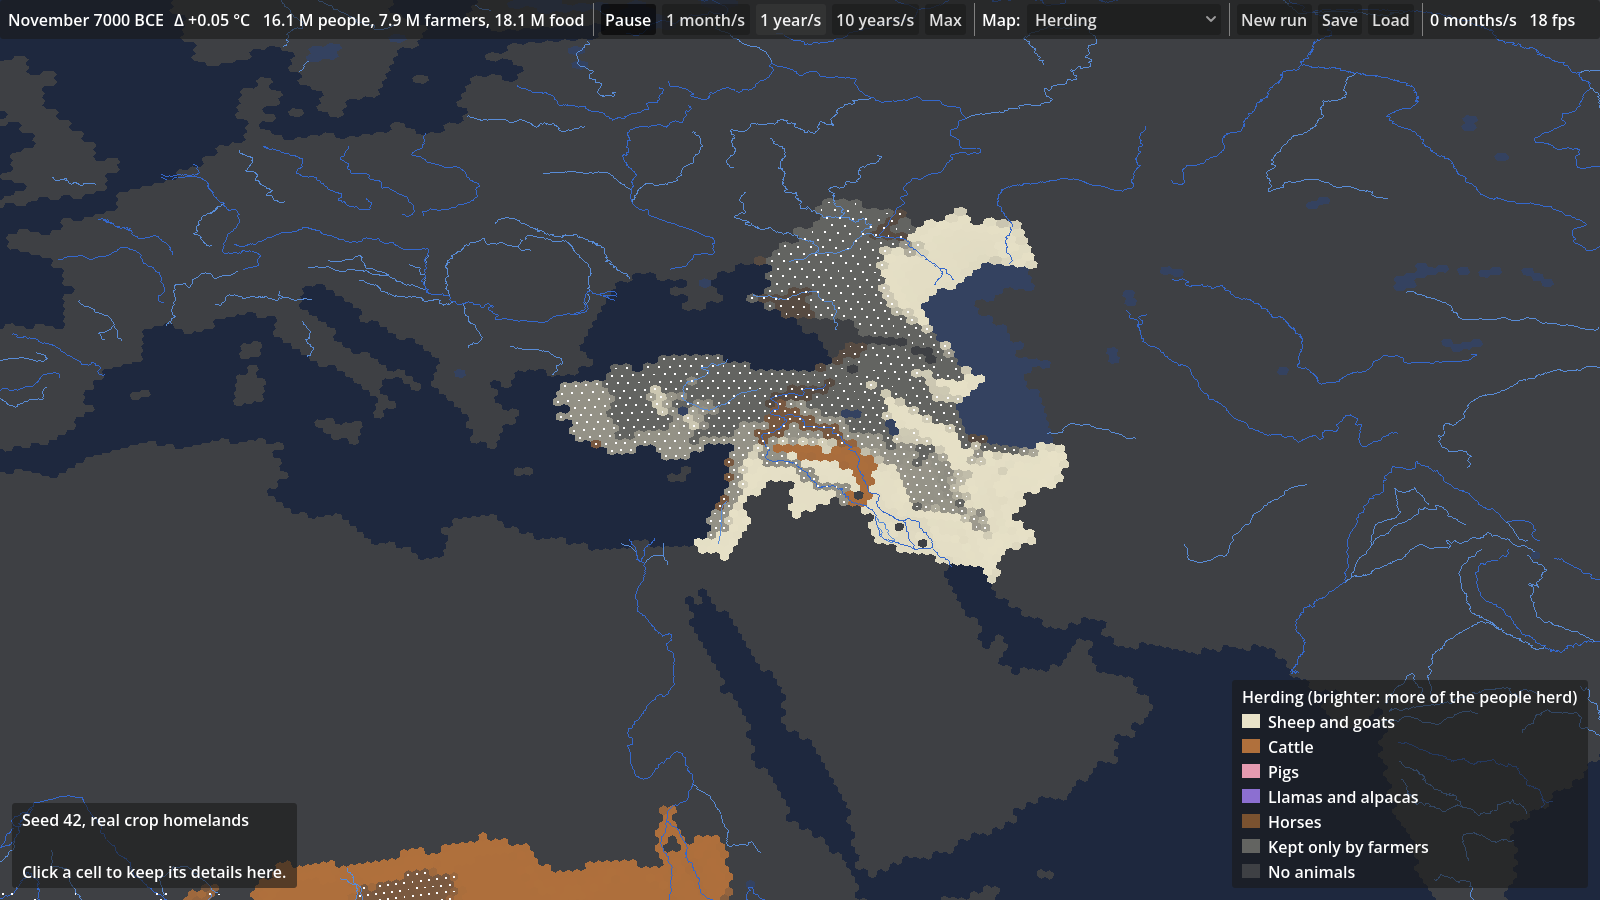 November 7000 BCE Δ +0.05 °C 16.1 M people, 7.9 M farmers, 18.1 M food Pause 1 month/s 1 year/s 10 years/s Max Map: Herding New run Save Load 0 months/s 18 fps
Herding (brighter: more of the people herd)
Sheep and goats
Cattle
Pigs
Llamas and alpacas
Horses
Kept only by farmers
No animals
Seed 42, real crop homelands
Click a cell to keep its details here.